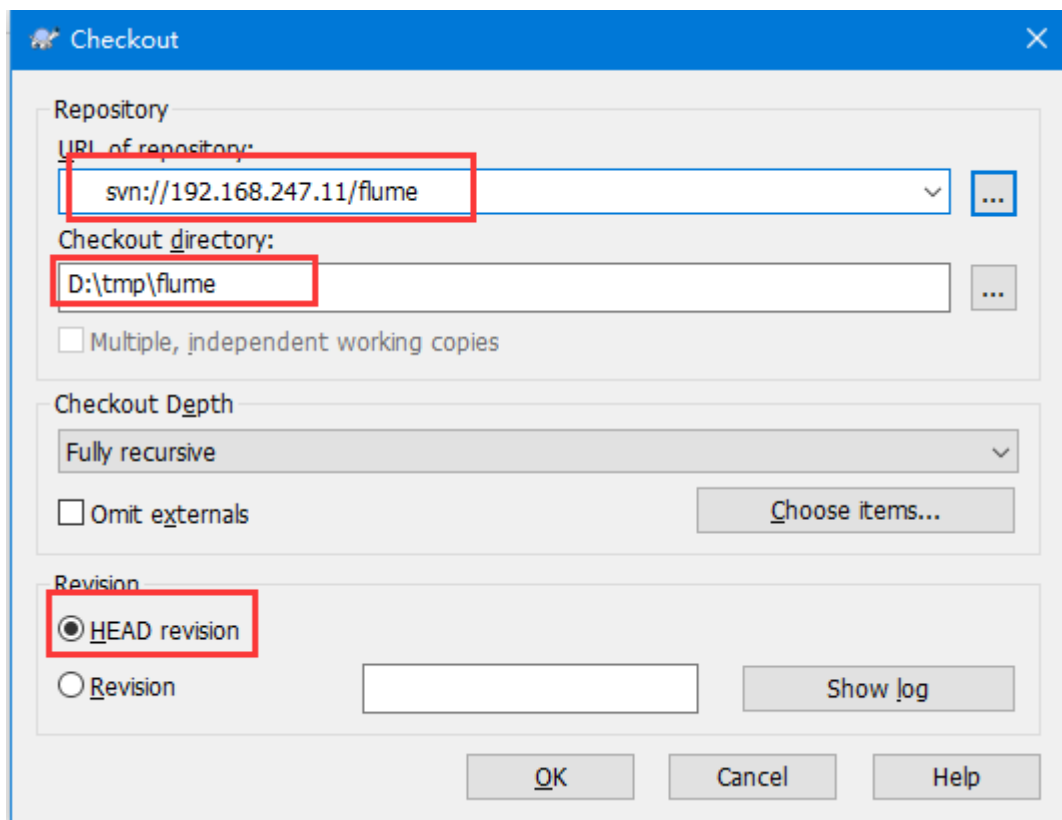 Checkout
Repository
URL of repository:
svn://192.168.247.11/flume
...
Checkout directory:
D:\tmp\flume
...
Multiple, independent working copies
Checkout Depth
Fully recursive
Omit externals
Choose items...
Revision
HEAD revision
Revision
Show log
OK
Cancel
Help